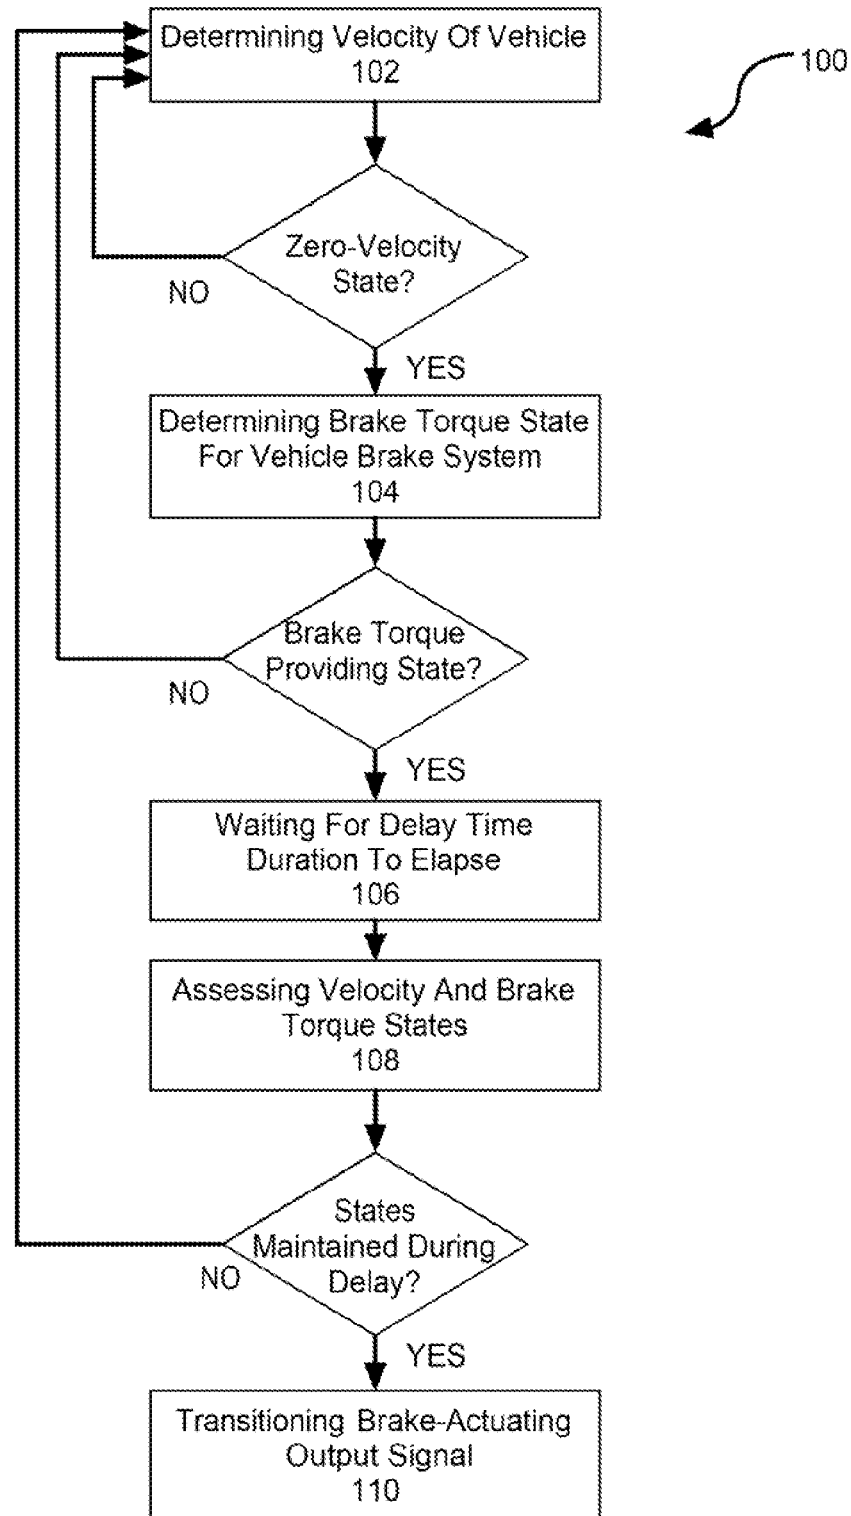 Determining Velocity Of Vehicle
102
100
Zero-Velocity
State?
NO
YES
Determining Brake Torque State
For Vehicle Brake System
104
Brake Torque
Providing State?
NO
YES
Waiting For Delay Time
Duration To Elapse
106
Assessing Velocity And Brake
Torque States
108
States
Maintained During
Delay?
NO
YES
Transitioning Brake-Actuating
Output Signal
110